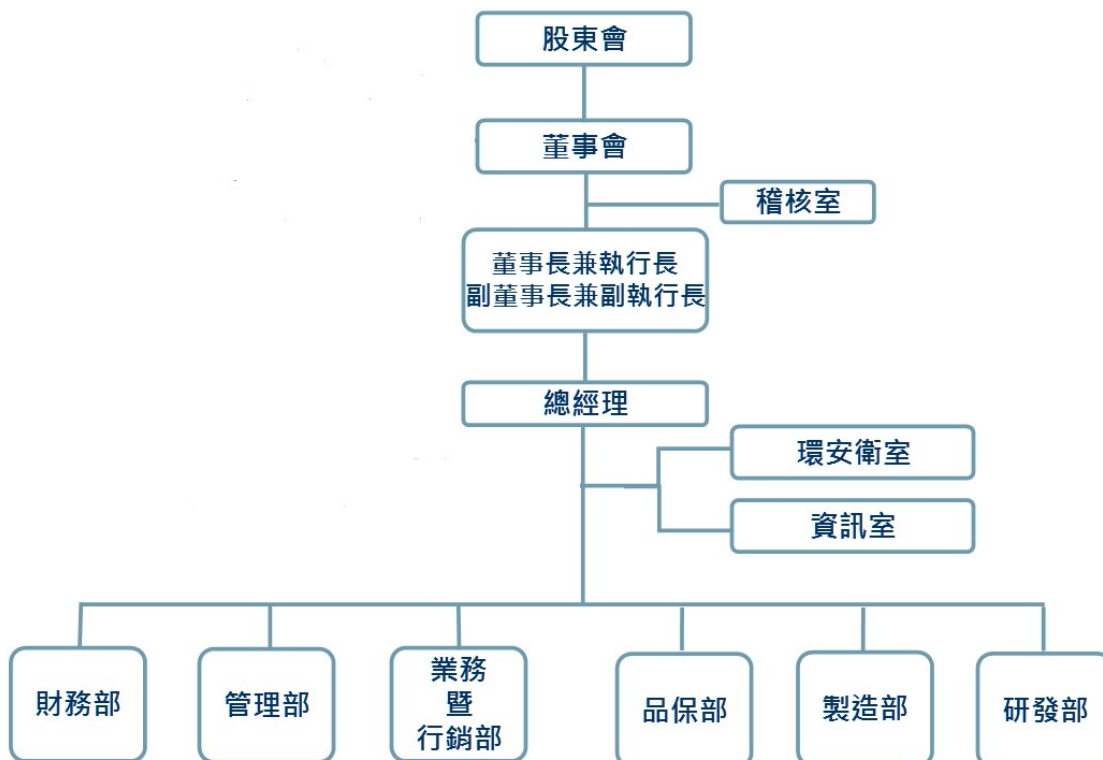 股東會
董事會
稽核室
董事長兼執行長
副董事長兼副執行長
總經理
環安衛室
資訊室
財務部
管理部
業務
暨
行銷部
品保部
製造部
研發部